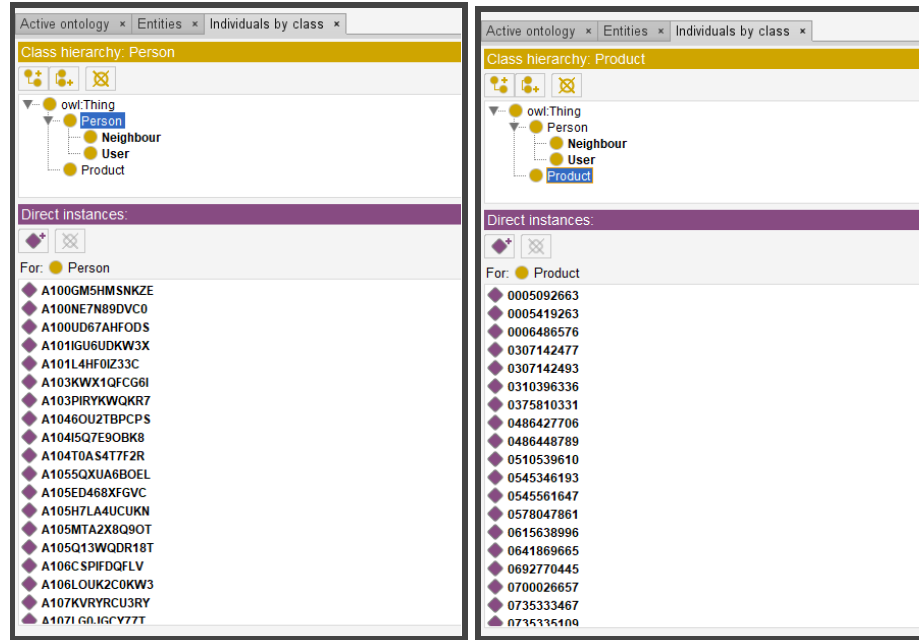 Active ontology × Entities × Individuals by class ×
Class hierarchy: Person
owl:Thing
Person
Neighbour
User
Product
Direct instances:
For: Person
A100GM5HMSNKZE
A100NE7N89DVC0
A100UD67AHFODS
A101IGU6UDKW3X
A101L4HF0IZ33C
A103KWX1QFCG6I
A103PIRYKWQKR7
A1046OU2TBPCPS
A104I5Q7E9OBK8
A104T0AS4T7F2R
A1055QXUA6BOEL
A105ED468XFGVC
A105H7LA4UCUKN
A105MTA2X8Q9OT
A105Q13WQDR18T
A106CSPIFDQFLV
A106LOUK2C0KW3
A107KVRYRCU3RY
A107LG0JGCY77T
Active ontology × Entities × Individuals by class ×
Class hierarchy: Product
owl:Thing
Person
Neighbour
User
Product
Direct instances:
For: Product
0005092663
0005419263
0006486576
0307142477
0307142493
0310396336
0375810331
0486427706
0486448789
0510539610
0545346193
0545561647
0578047861
0615638996
0641869665
0692770445
0700026657
0735333467
0735335109